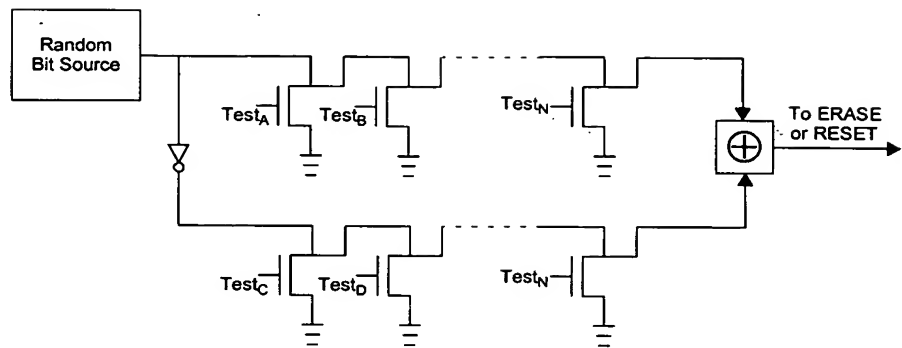 Random
Bit Source
Test_A
Test_B
Test_N
To ERASE
or RESET
Test_C
Test_D
Test_N